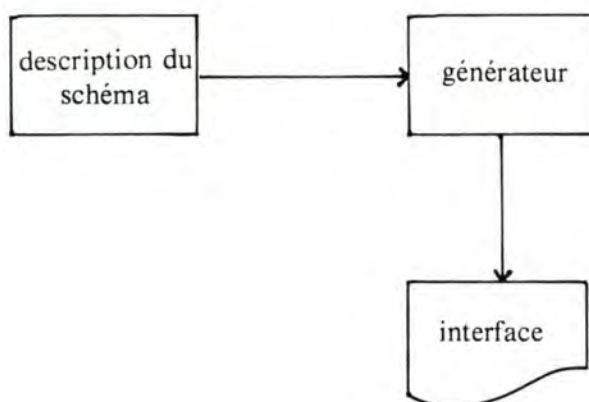 description du
schéma
générateur
interface